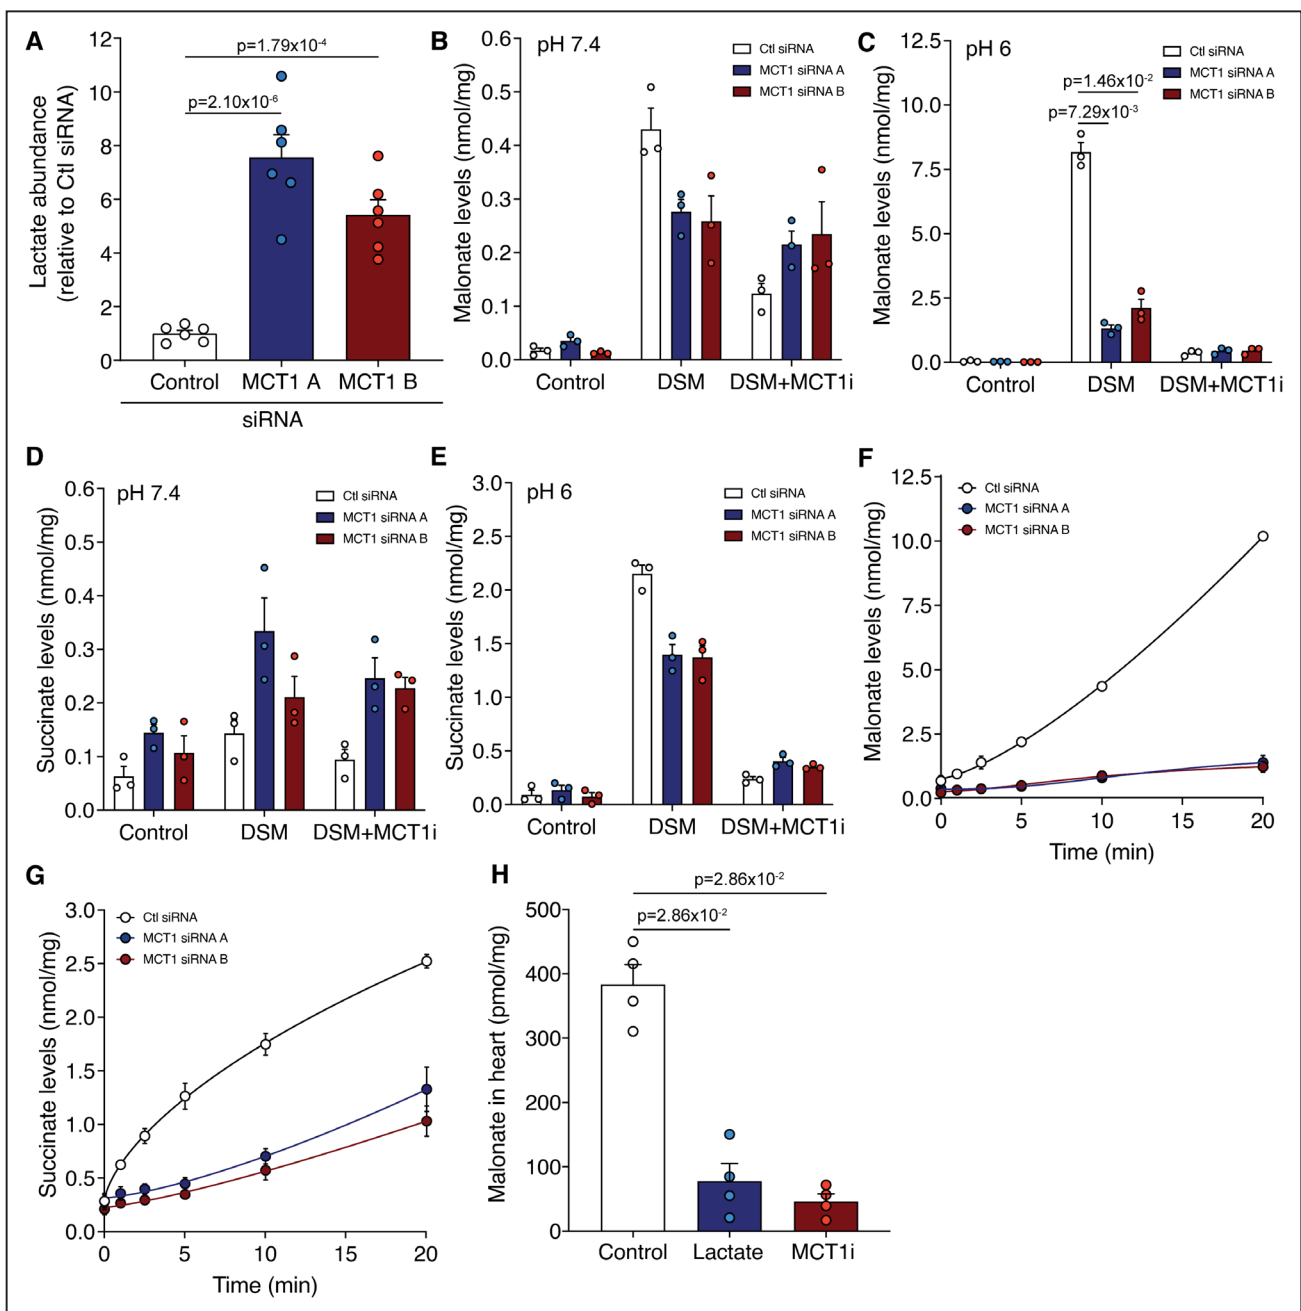 A
12
10
8
6
4
2
0
Lactate abundance
(relative to Ctl siRNA)
p=1.79x10-4
p=2.10x10-6
Control
MCT1 A
MCT1 B
siRNA
B
pH 7.4
0.6
0.5
0.4
0.3
0.2
0.1
0.0
Malonate levels (nmol/mg)
Ctl siRNA
MCT1 siRNA A
MCT1 siRNA B
Control
DSM
DSM+MCT1i
C
pH 6
12.5
10.0
7.5
5.0
2.5
0.0
Malonate levels (nmol/mg)
Ctl siRNA
MCT1 siRNA A
MCT1 siRNA B
p=1.46x10-2
p=7.29x10-3
Control
DSM
DSM+MCT1i
D
pH 7.4
0.6
0.5
0.4
0.3
0.2
0.1
0.0
Succinate levels (nmol/mg)
Ctl siRNA
MCT1 siRNA A
MCT1 siRNA B
Control
DSM
DSM+MCT1i
E
pH 6
3.0
2.5
2.0
1.5
1.0
0.5
0.0
Succinate levels (nmol/mg)
Ctl siRNA
MCT1 siRNA A
MCT1 siRNA B
Control
DSM
DSM+MCT1i
F
12.5
10.0
7.5
5.0
2.5
0.0
Malonate levels (nmol/mg)
Ctl siRNA
MCT1 siRNA A
MCT1 siRNA B
0
5
10
15
20
Time (min)
G
3.0
2.5
2.0
1.5
1.0
0.5
0.0
Succinate levels (nmol/mg)
Ctl siRNA
MCT1 siRNA A
MCT1 siRNA B
0
5
10
15
20
Time (min)
H
500
400
300
200
100
0
Malonate in heart (pmol/mg)
p=2.86x10-2
p=2.86x10-2
Control
Lactate
MCT1i